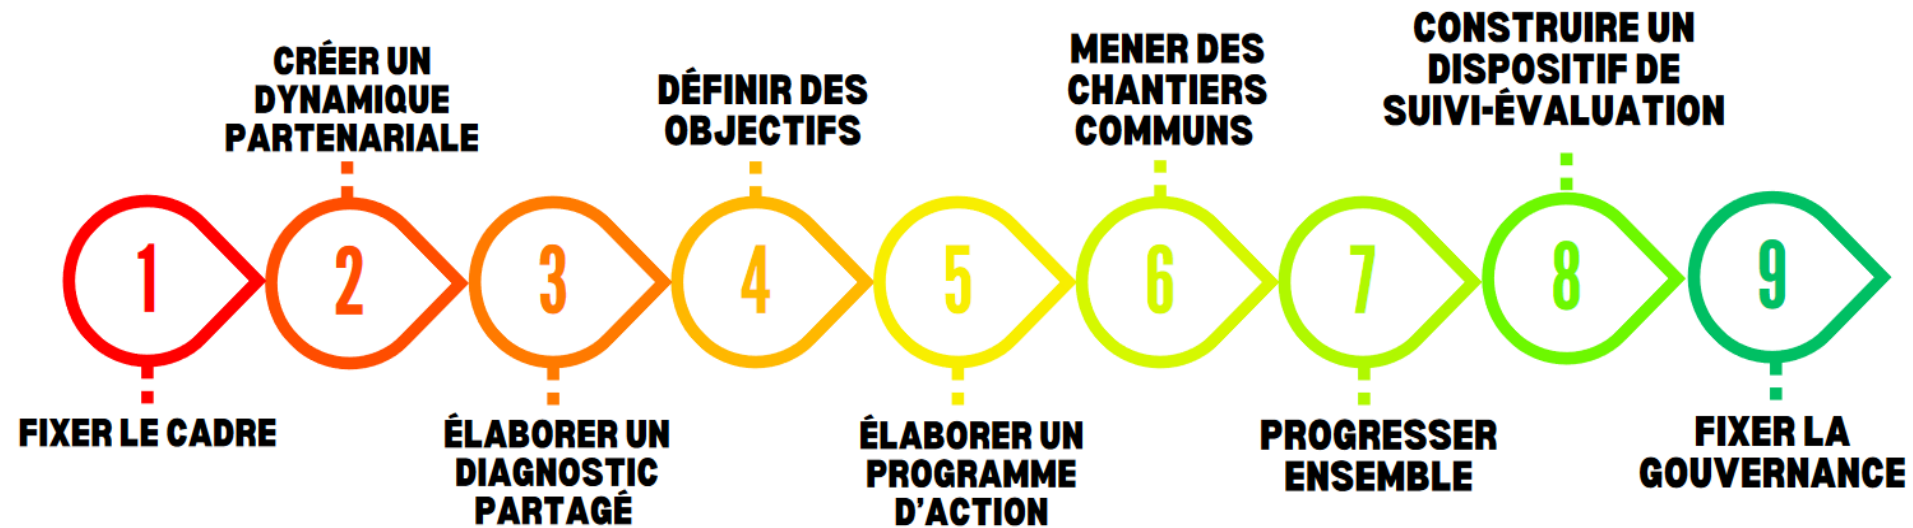 1
FIXER LE CADRE
2
CRÉER UN
DYNAMIQUE
PARTENARIALE
3
ÉLABORER UN
DIAGNOSTIC
PARTAGÉ
4
DÉFINIR DES
OBJECTIFS
5
ÉLABORER UN
PROGRAMME
D'ACTION
6
MENER DES
CHANTIERS
COMMUNS
7
PROGRESSER
ENSEMBLE
8
CONSTRUIRE UN
DISPOSITIF DE
SUIVI-ÉVALUATION
9
FIXER LA
GOUVERNANCE